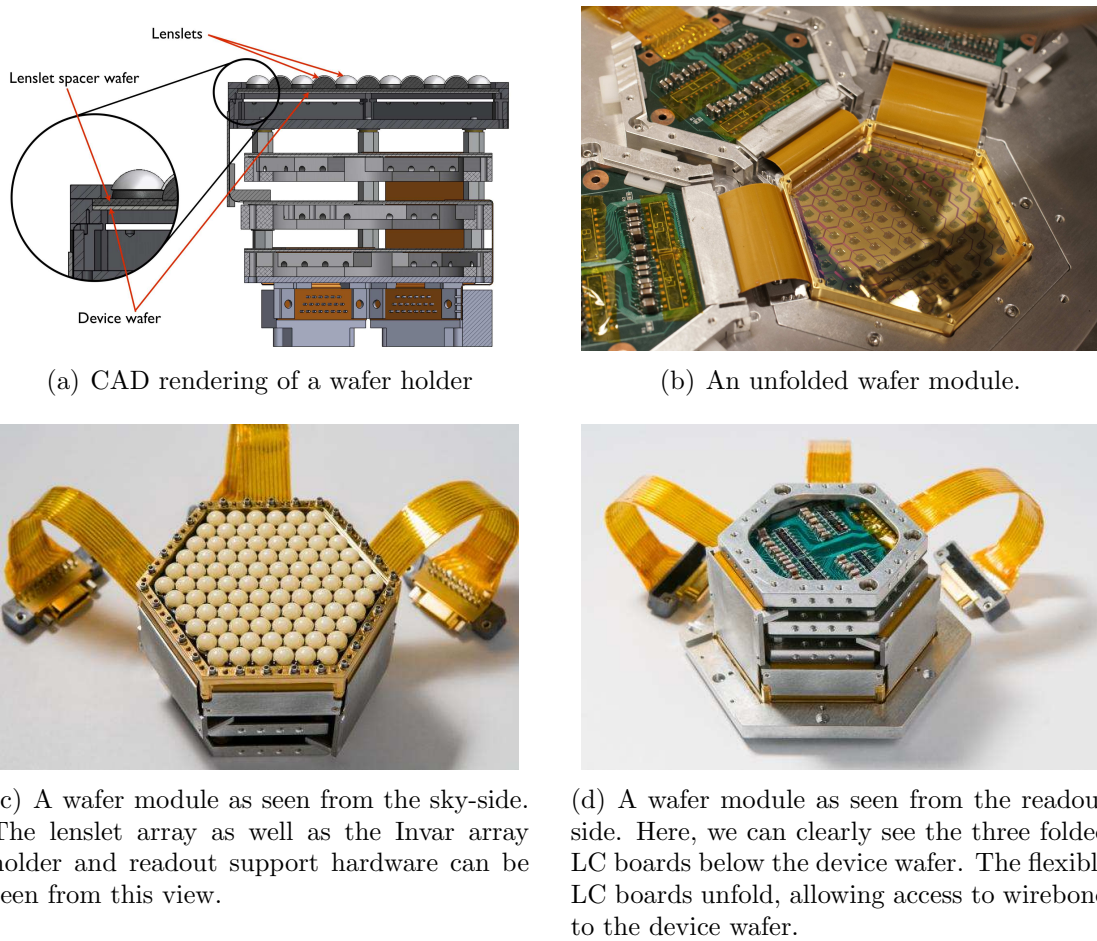 Lenslets
Lenslet spacer wafer
Device wafer
(a) CAD rendering of a wafer holder
(b) An unfolded wafer module.
c) A wafer module as seen from the sky-side.
The lenslet array as well as the Invar array
holder and readout support hardware can be
seen from this view.
(d) A wafer module as seen from the readou
side. Here, we can clearly see the three folded
LC boards below the device wafer. The flexibl
LC boards unfold, allowing access to wirebond
to the device wafer.